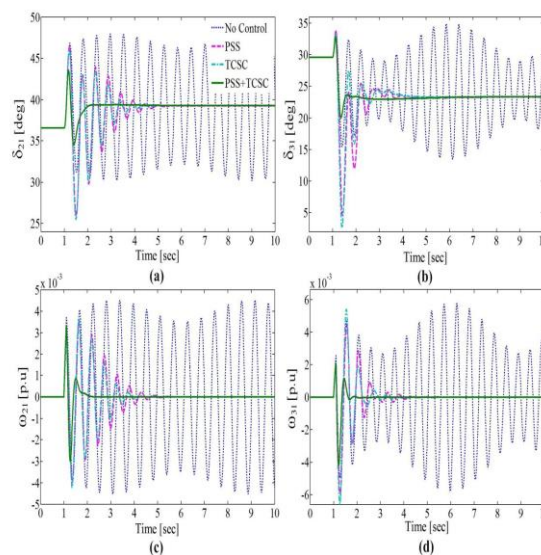 50
45
40
35
30
24
δ21 [deg]
No Control
PSS
TCSC
PSS+TCSC
0 1 2 3 4 5 6 7 8 9 10
Time [sec]
(a)
35
30
25
20
15
10
5
0
δ31 [deg]
0 1 2 3 4 5 6 7 8 9 10
Time [sec]
(b)
x 10-3
5
4
3
2
1
0
-1
-2
-3
-4
-5
ω21 [p.u]
0 1 2 3 4 5 6 7 8 9 10
Time [sec]
(c)
x 10-3
6
4
2
0
-2
-4
-6
ω31 [p.u]
0 1 2 3 4 5 6 7 8 9 10
Time [sec]
(d)